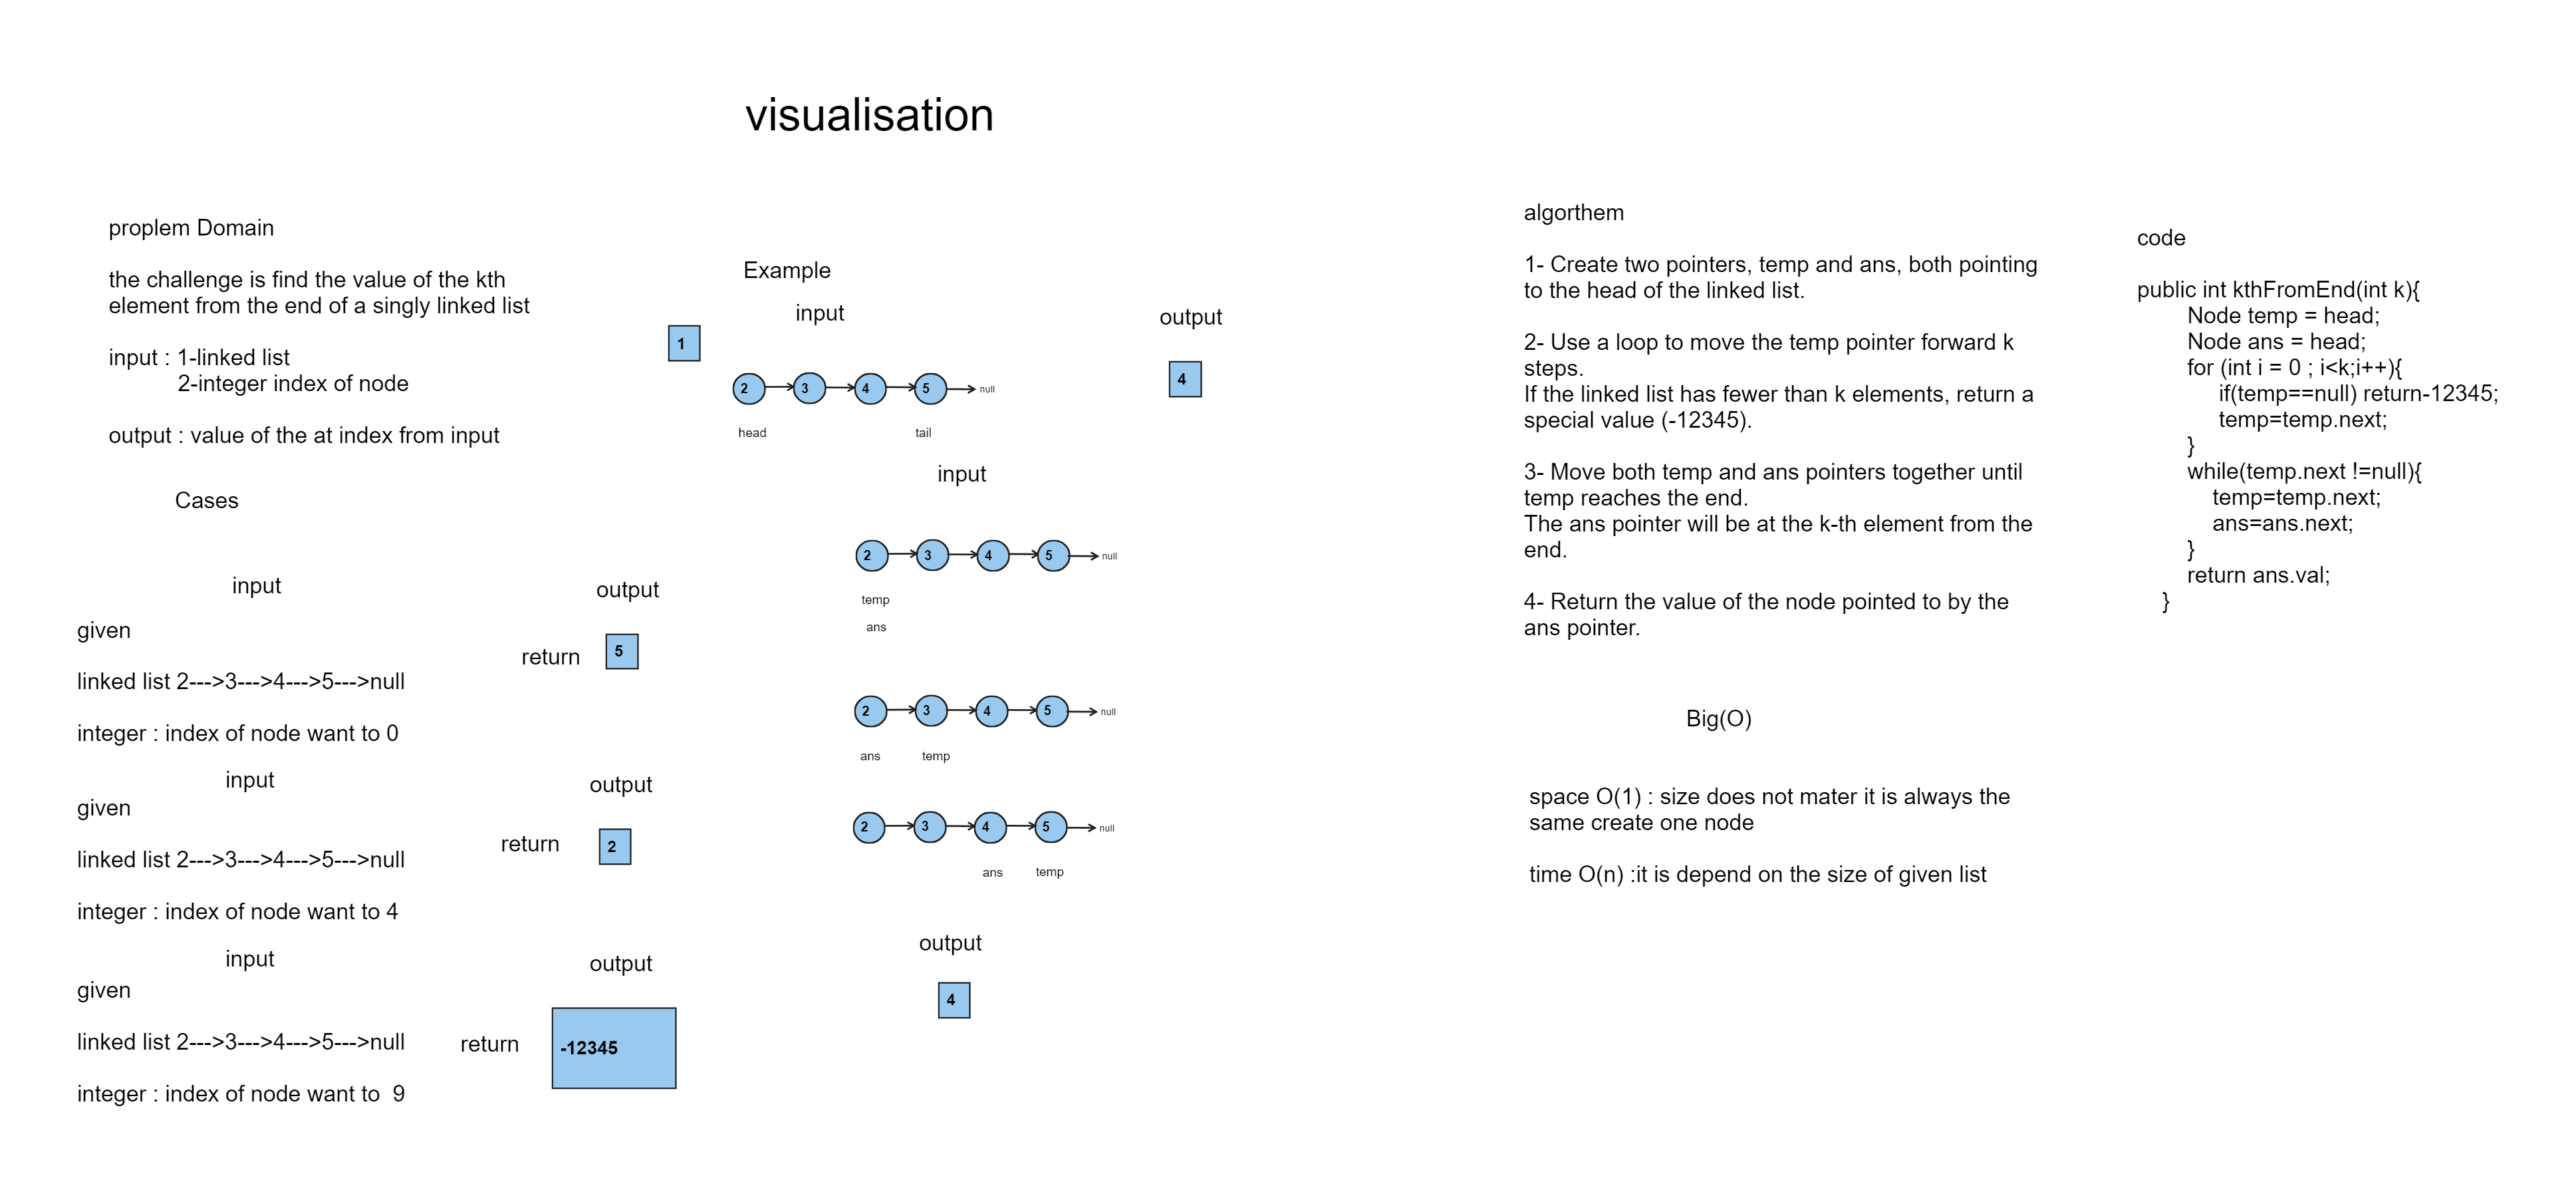 visualisation
proplem Domain
the challenge is find the value of the kth
element from the end of a singly linked list
input : 1-linked list
2-integer index of node
output : value of the at index from input
Cases
input
output
given
return
5
linked list 2--->3--->4--->5--->null
integer : index of node want to 0
input
output
given
return
2
linked list 2--->3--->4--->5--->null
integer : index of node want to 4
input
output
given
linked list 2--->3--->4--->5--->null
return
-12345
integer : index of node want to  9
Example
input
output
1
2 3 4 5 null
4
head tail
input
2 3 4 5 null
temp
ans
2 3 4 5 null
ans temp
2 3 4 5 null
ans temp
output
4
algorthem
1- Create two pointers, temp and ans, both pointing
to the head of the linked list.
2- Use a loop to move the temp pointer forward k
steps.
If the linked list has fewer than k elements, return a
special value (-12345).
3- Move both temp and ans pointers together until
temp reaches the end.
The ans pointer will be at the k-th element from the
end.
4- Return the value of the node pointed to by the
ans pointer.
Big(O)
space O(1) : size does not mater it is always the
same create one node
time O(n) :it is depend on the size of given list
code
public int kthFromEnd(int k){
Node temp = head;
Node ans = head;
for (int i = 0 ; i<k;i++){
if(temp==null) return-12345;
temp=temp.next;
}
while(temp.next !=null){
temp=temp.next;
ans=ans.next;
}
return ans.val;
}